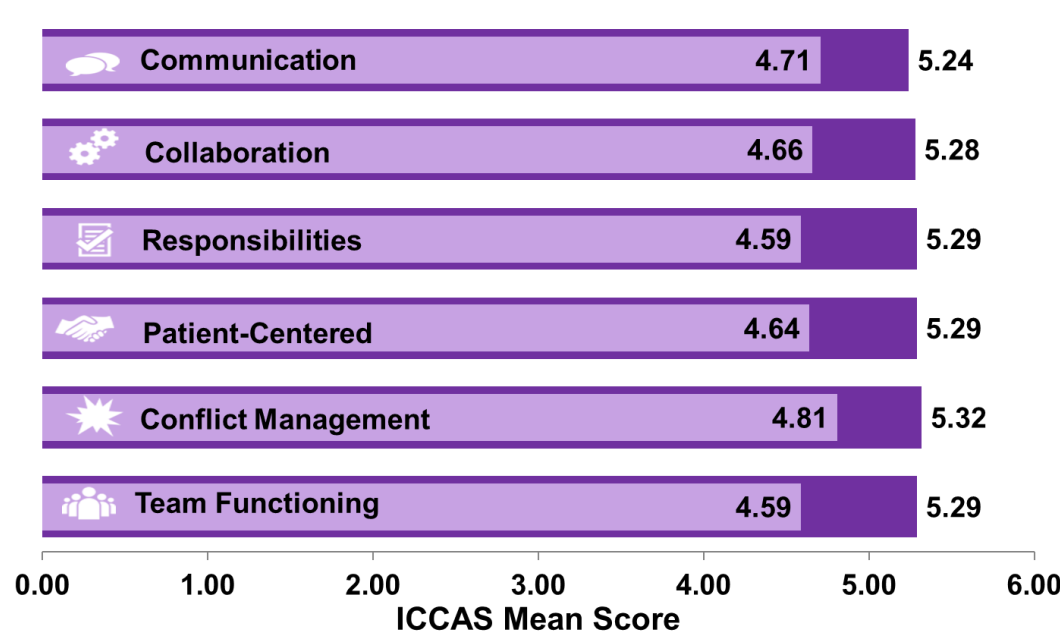 Communication 4.71 5.24
Collaboration 4.66 5.28
Responsibilities 4.59 5.29
Patient-Centered 4.64 5.29
Conflict Management 4.81 5.32
Team Functioning 4.59 5.29
0.00 1.00 2.00 3.00 4.00 5.00 6.00
ICCAS Mean Score